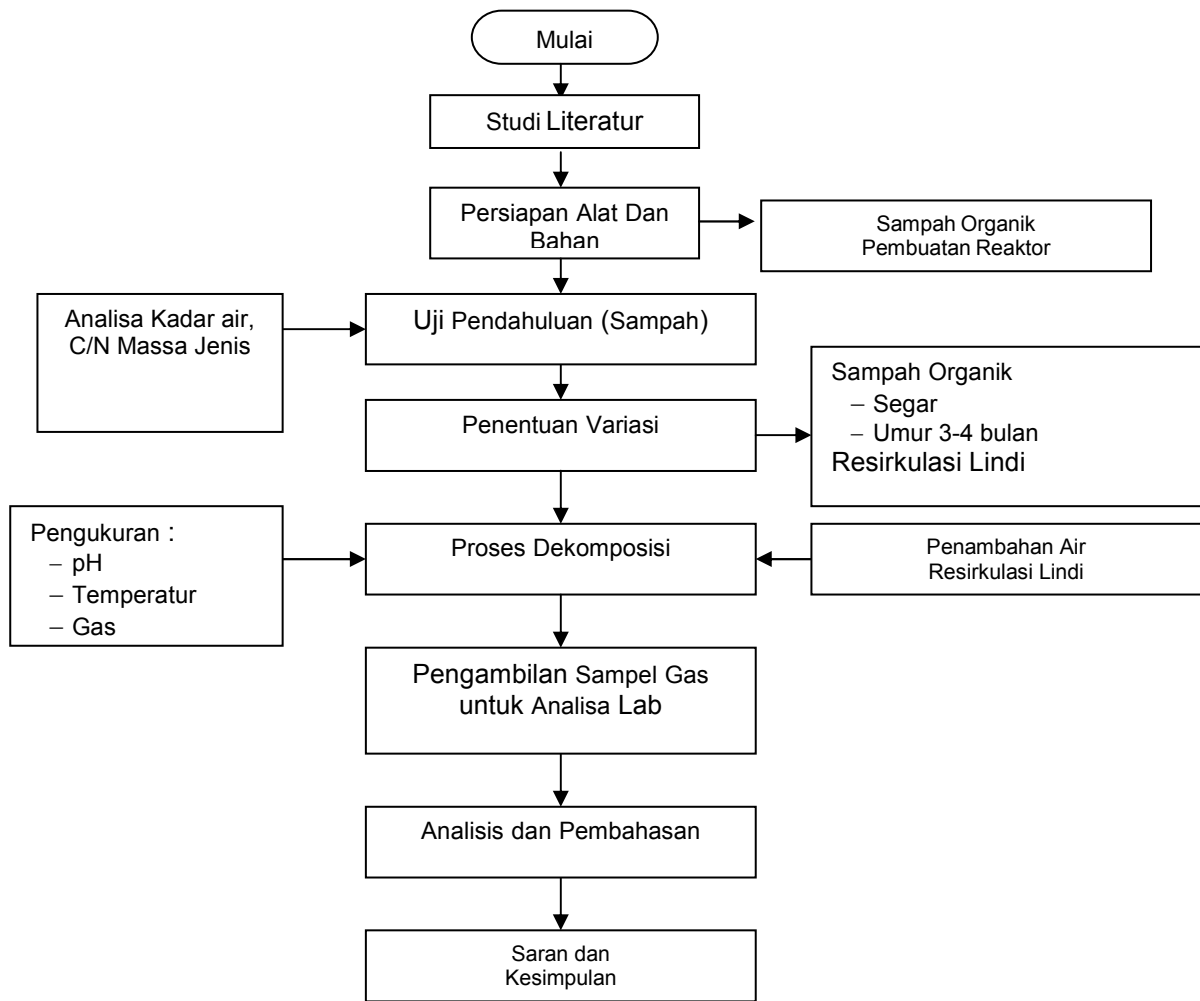 Mulai
Studi Literatur
Persiapan Alat Dan
Bahan
Sampah Organik
Pembuatan Reaktor
Analisa Kadar air,
C/N Massa Jenis
Uji Pendahuluan (Sampah)
Penentuan Variasi
Sampah Organik
– Segar
– Umur 3-4 bulan
Resirkulasi Lindi
Pengukuran :
– pH
– Temperatur
– Gas
Proses Dekomposisi
Penambahan Air
Resirkulasi Lindi
Pengambilan Sampel Gas
untuk Analisa Lab
Analisis dan Pembahasan
Saran dan
Kesimpulan